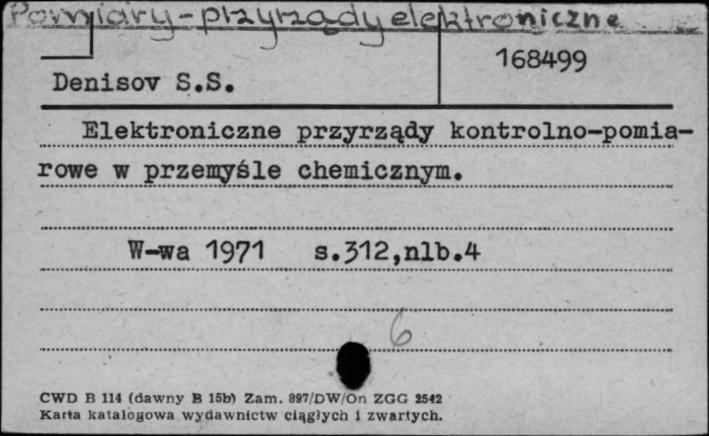 Pomiary-przyrządy elektroniczne
168499
Denisov S.S.
Elektroniczne przyrządy kontrolno-pomia-
rowe w przemyśle chemicznym.
W-wa 1971 s.312,nlb.4
6
CWD B 114 (dawny B 15b) Zam. 897/DW/On ZGG 2542
Karta katalogowa wydawnictw ciągłych i zwartych.